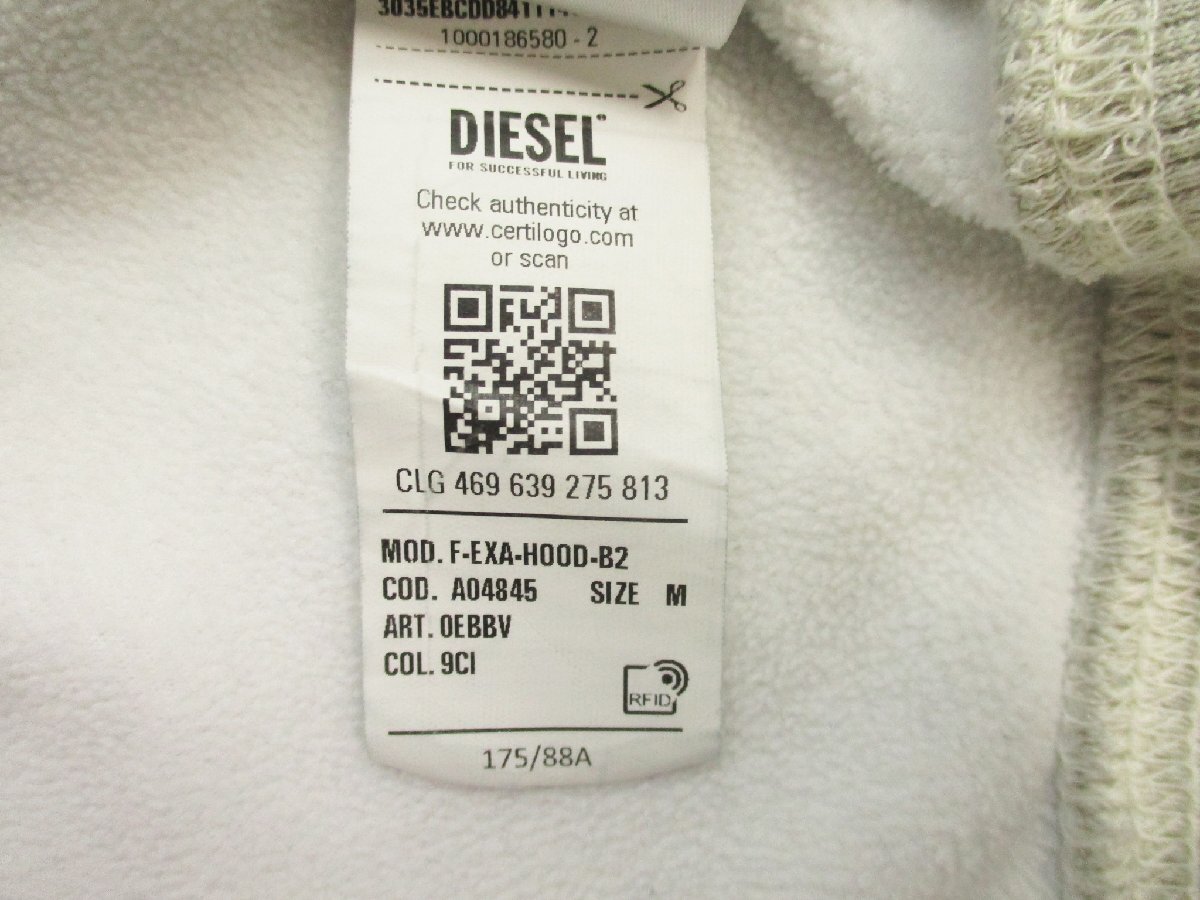 1000186580 - 2
DIESEL
FOR SUCCESSFUL LIVING
Check authenticity at
www.certilogo.com
or scan
CLG 469 639 275 813
MOD. F-EXA-HOOD-B2
COD. A04845 SIZE M
ART. 0EBBV
COL. 9CI
RFID
175/88A